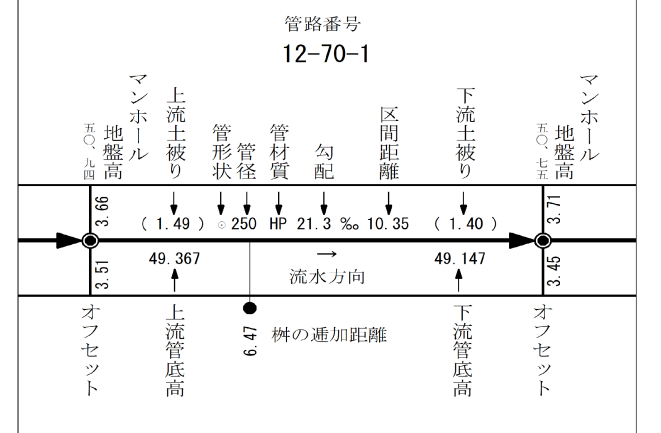 管路番号
12-70-1
五〇、九四
地盤高
マンホール
上流土被り
管形状
管径
管材質
勾配
区間距離
下流土被り
五〇、七五
地盤高
マンホール
3.66
( 1.49 ) ○ 250 HP 21.3 ‰ 10.35 ( 1.40 )
3.71
3.51
49.367
→
流水方向
49.147
3.45
オフセット
上流管底高
6.47
桝の逓加距離
下流管底高
オフセット